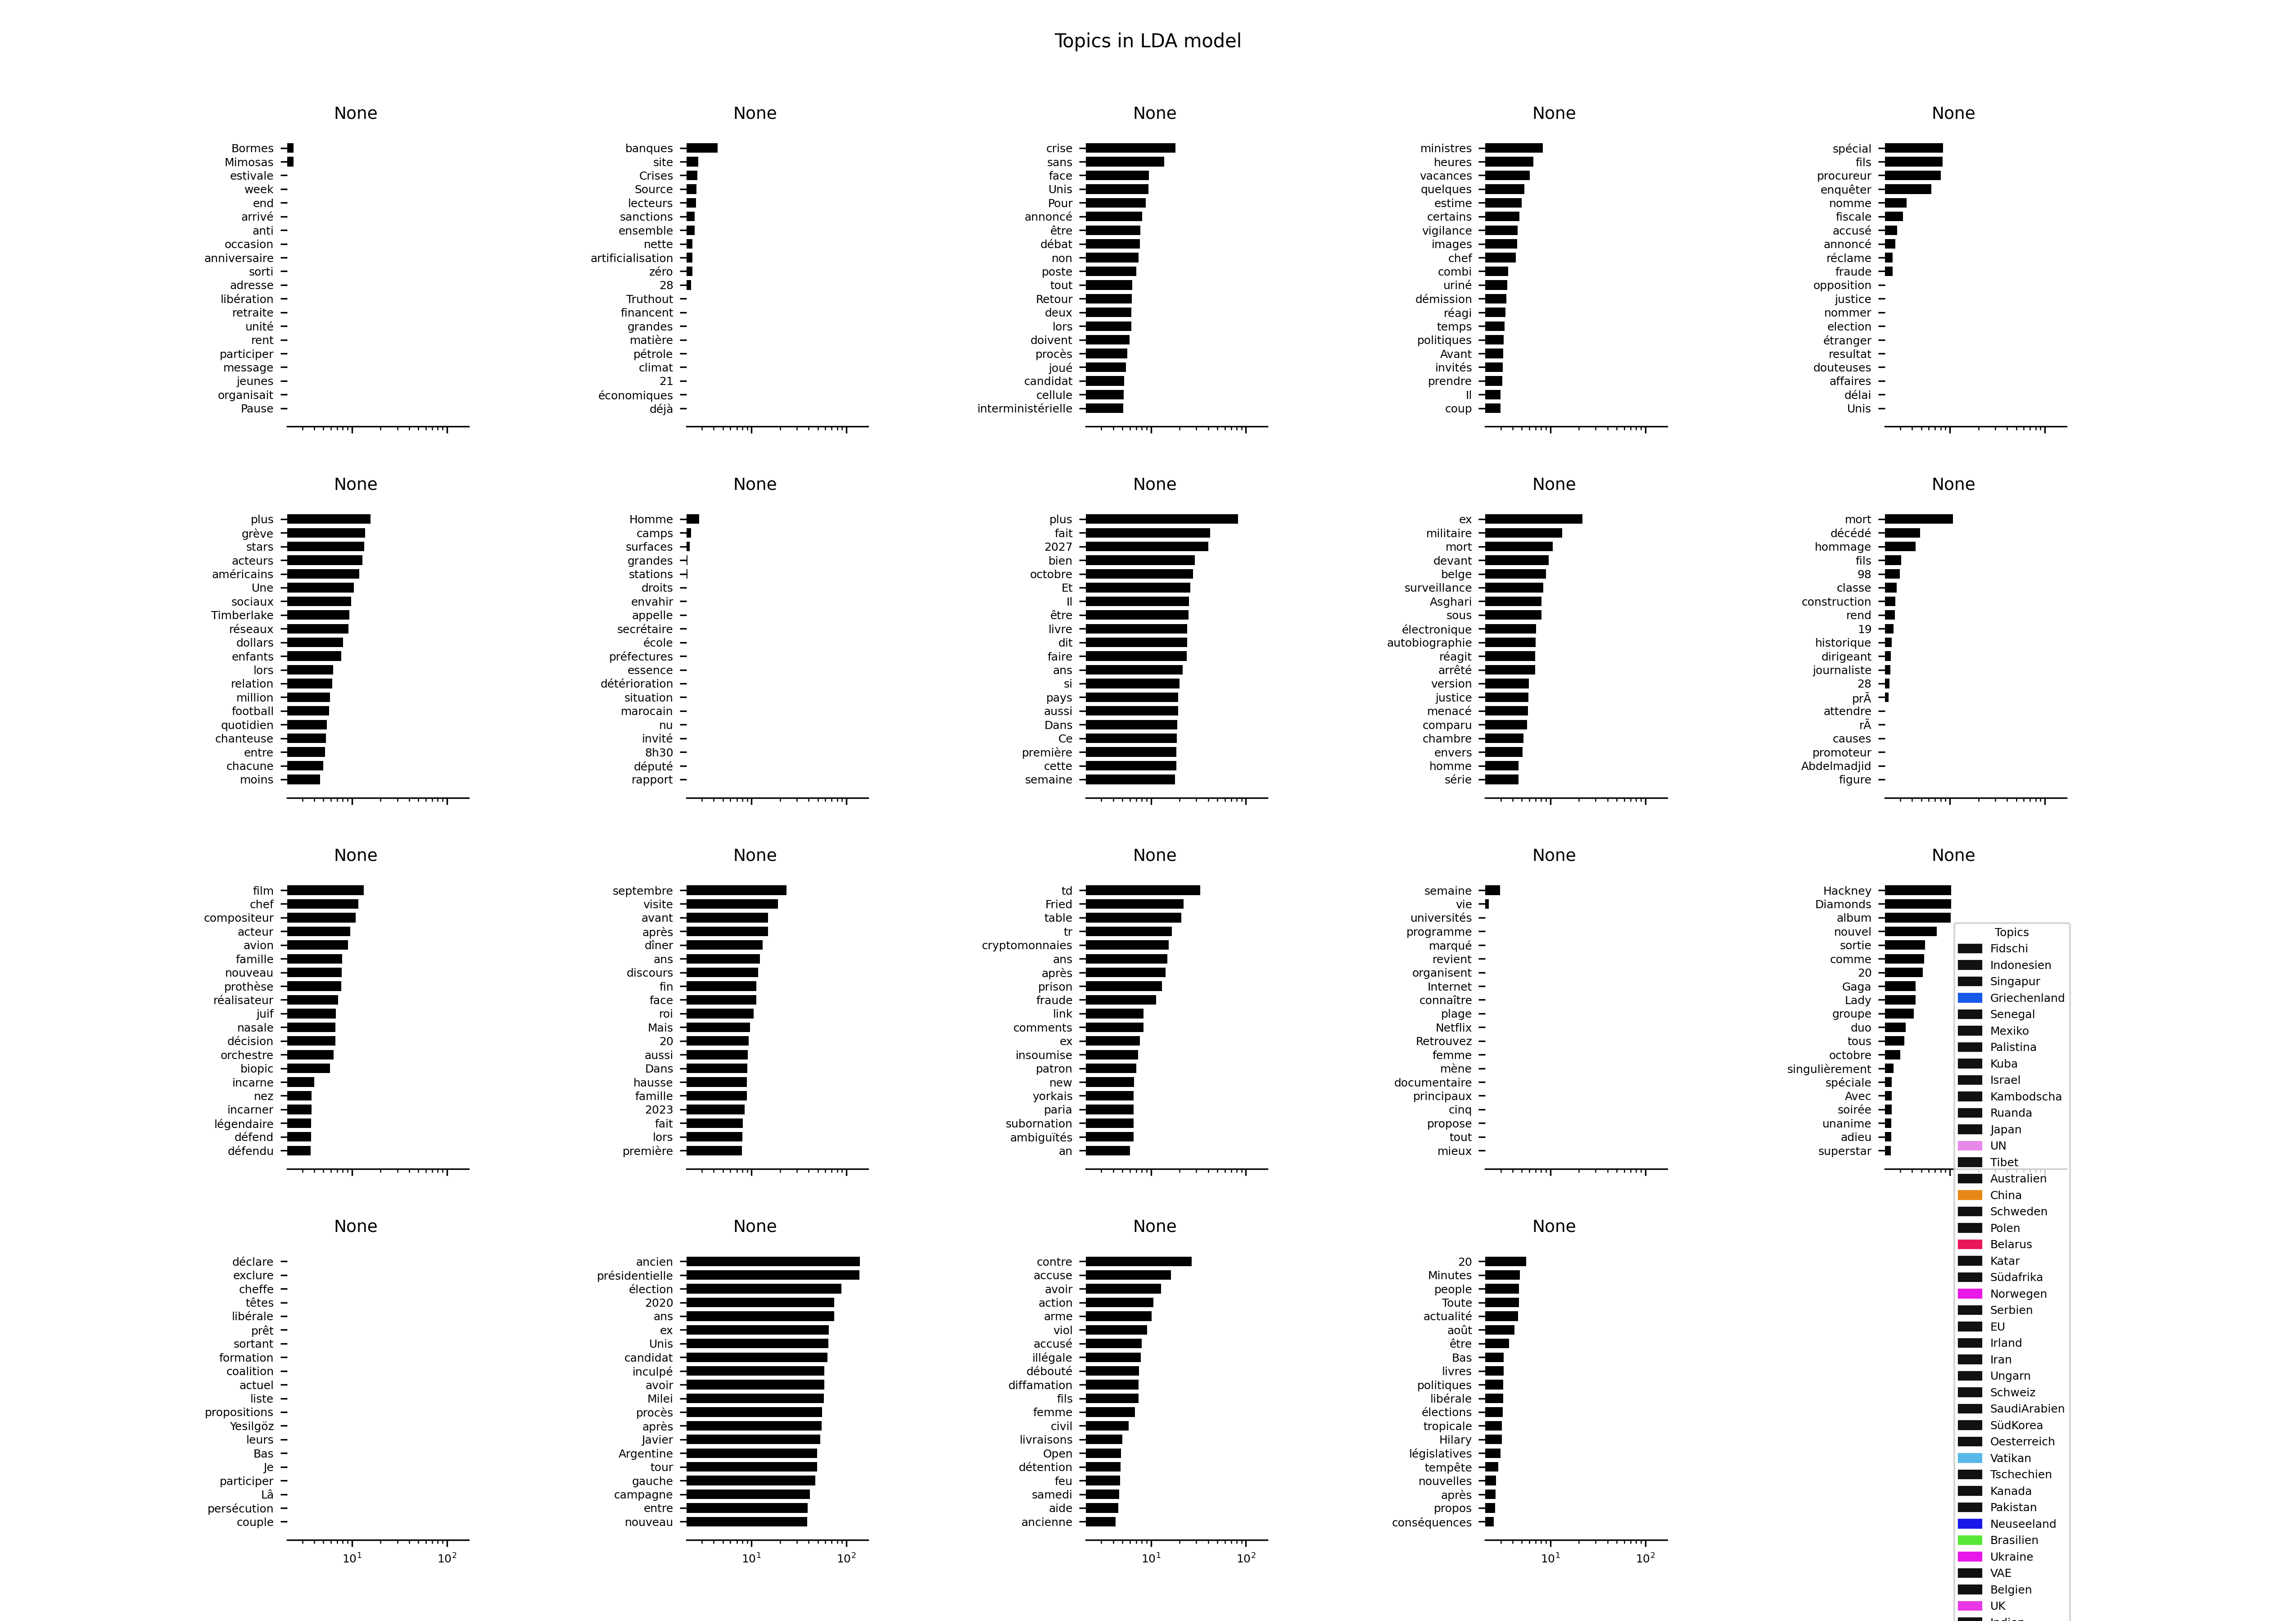 Topics in LDA model
None
Bormes
Mimosas
estivale
week
end
arrivé
anti
occasion
anniversaire
sorti
adresse
libération
retraite
unité
rent
participer
message
jeunes
organisait
Pause
None
banques
site
Crises
Source
lecteurs
sanctions
ensemble
nette
artificialisation
zéro
28
Truthout
financent
grandes
matière
pétrole
climat
21
économiques
déjà
None
crise
sans
face
Unis
Pour
annoncé
être
débat
non
poste
tout
Retour
deux
lors
doivent
procès
joué
candidat
cellule
interministérielle
None
ministres
heures
vacances
quelques
estime
certains
vigilance
images
chef
combi
uriné
démission
réagi
temps
politiques
Avant
invités
prendre
Il
coup
None
spécial
fils
procureur
enquêter
nomme
fiscale
accusé
annoncé
réclame
fraude
opposition
justice
nommer
election
étranger
resultat
douteuses
affaires
délai
Unis
None
plus
grève
stars
acteurs
américains
Une
sociaux
Timberlake
réseaux
dollars
enfants
lors
relation
million
football
quotidien
chanteuse
entre
chacune
moins
None
Homme
camps
surfaces
grandes
stations
droits
envahir
appelle
secrétaire
école
préfectures
essence
détérioration
situation
marocain
nu
invité
8h30
député
rapport
None
plus
fait
2027
bien
octobre
Et
Il
être
livre
dit
faire
ans
si
pays
aussi
Dans
Ce
première
cette
semaine
None
ex
militaire
mort
devant
belge
surveillance
Asghari
sous
électronique
autobiographie
réagit
arrêté
version
justice
menacé
comparu
chambre
envers
homme
série
None
mort
décédé
hommage
fils
98
classe
construction
rend
19
historique
dirigeant
journaliste
28
prÃ
attendre
rÃ
causes
promoteur
Abdelmadjid
figure
None
film
chef
compositeur
acteur
avion
famille
nouveau
prothèse
réalisateur
juif
nasale
décision
orchestre
biopic
incarne
nez
incarner
légendaire
défend
défendu
None
septembre
visite
avant
après
dîner
ans
discours
fin
face
roi
Mais
20
aussi
Dans
hausse
famille
2023
fait
lors
première
None
td
Fried
table
tr
cryptomonnaies
ans
après
prison
fraude
link
comments
ex
insoumise
patron
new
yorkais
paria
subornation
ambiguïtés
an
None
semaine
vie
universités
programme
marqué
revient
organisent
Internet
connaître
plage
Netflix
Retrouvez
femme
mène
documentaire
principaux
cinq
propose
tout
mieux
None
Hackney
Diamonds
album
nouvel
sortie
comme
20
Gaga
Lady
groupe
duo
tous
octobre
singulièrement
spéciale
Avec
soirée
unanime
adieu
superstar
None
déclare
exclure
cheffe
têtes
libérale
prêt
sortant
formation
coalition
actuel
liste
propositions
Yesilgöz
leurs
Bas
Je
participer
Lâ
persécution
couple
10¹ 10²
None
ancien
présidentielle
élection
2020
ans
ex
Unis
candidat
inculpé
avoir
Milei
procès
après
Javier
Argentine
tour
gauche
campagne
entre
nouveau
10¹ 10²
None
contre
accuse
avoir
action
arme
viol
accusé
illégale
débouté
diffamation
fils
femme
civil
livraisons
Open
détention
feu
samedi
aide
ancienne
10¹ 10²
None
20
Minutes
people
Toute
actualité
août
être
Bas
livres
politiques
libérale
élections
tropicale
Hilary
législatives
tempête
nouvelles
après
propos
conséquences
10¹ 10²
Topics
Fidschi
Indonesien
Singapur
Griechenland
Senegal
Mexiko
Palistina
Kuba
Israel
Kambodscha
Ruanda
Japan
UN
Tibet
Australien
China
Schweden
Polen
Belarus
Katar
Südafrika
Norwegen
Serbien
EU
Irland
Iran
Ungarn
Schweiz
SaudiArabien
SüdKorea
Oesterreich
Vatikan
Tschechien
Kanada
Pakistan
Neuseeland
Brasilien
Ukraine
VAE
Belgien
UK